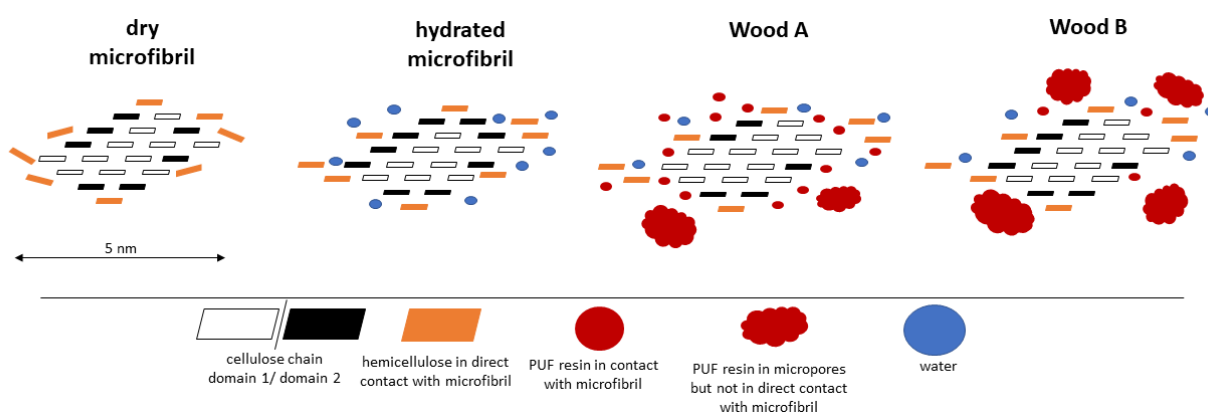 dry
microfibril
hydrated
microfibril
Wood A
Wood B
5 nm
cellulose chain
domain 1/ domain 2
hemicellulose in direct
contact with microfibril
PUF resin in contact
with microfibril
PUF resin in micropores
but not in direct contact
with microfibril
water